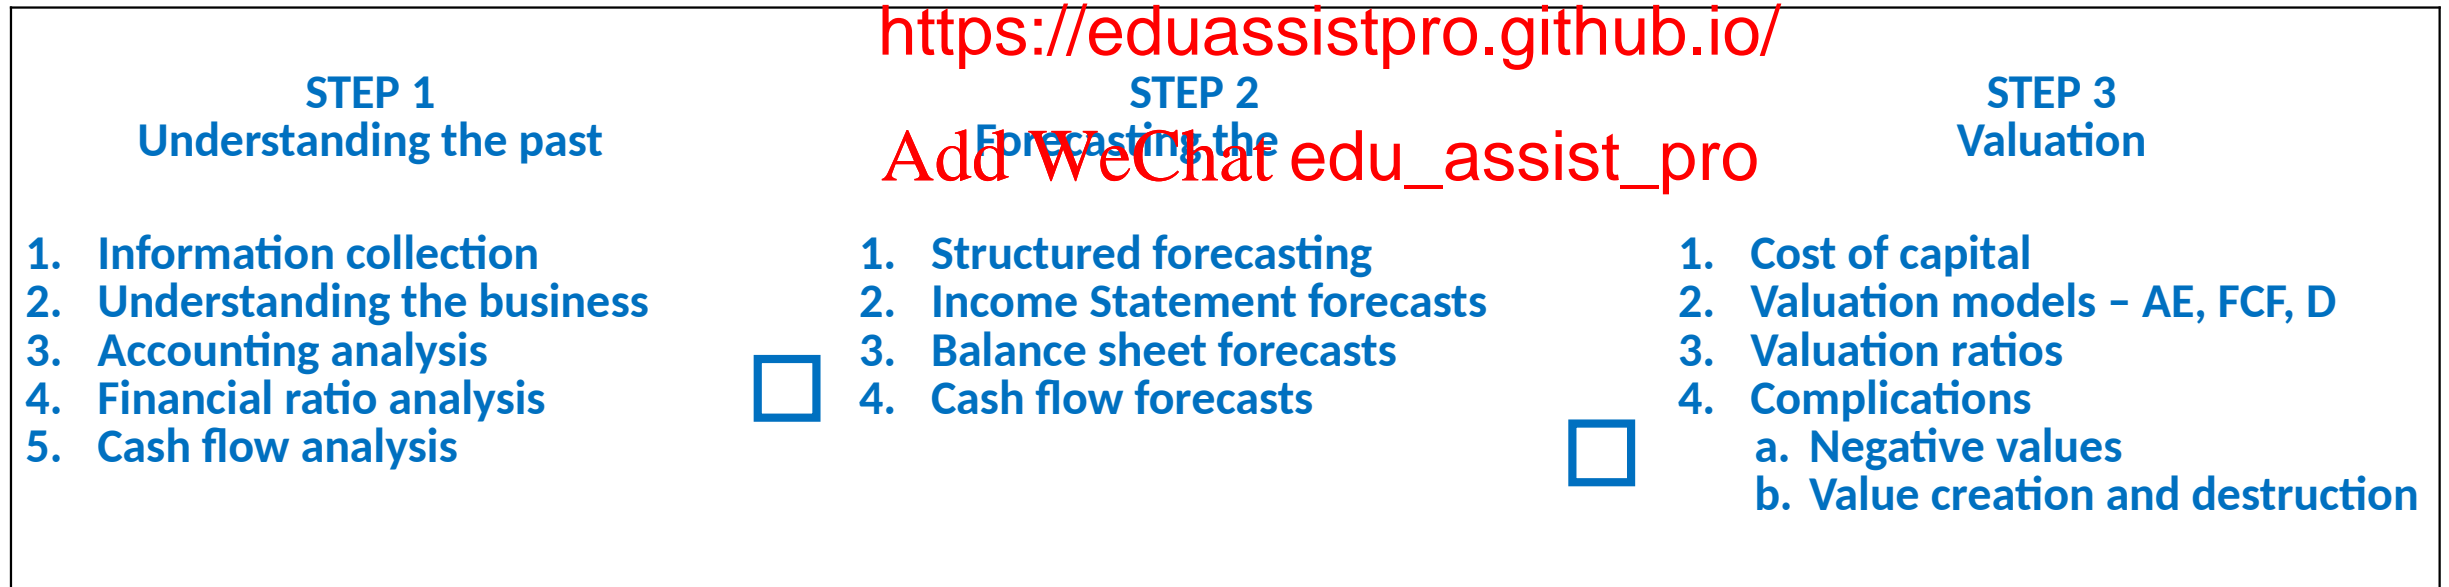 https://eduassistpro.github.io/
STEP 1
Understanding the past
1. Information collection
2. Understanding the business
3. Accounting analysis
4. Financial ratio analysis
5. Cash flow analysis
STEP 2
Forecasting the
Add WeChat edu_assist_pro
1. Structured forecasting
2. Income Statement forecasts
3. Balance sheet forecasts
4. Cash flow forecasts
STEP 3
Valuation
1. Cost of capital
2. Valuation models – AE, FCF, D
3. Valuation ratios
4. Complications
a. Negative values
b. Value creation and destruction